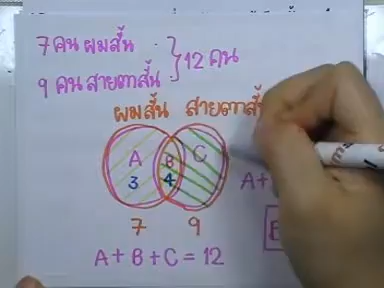 7 คน ผมสั้น
9 คน สายตาสั้น
12 คน
ผมสั้น สายตาสั้
A B C
3 4
A+
7 9
A + B + C = 12